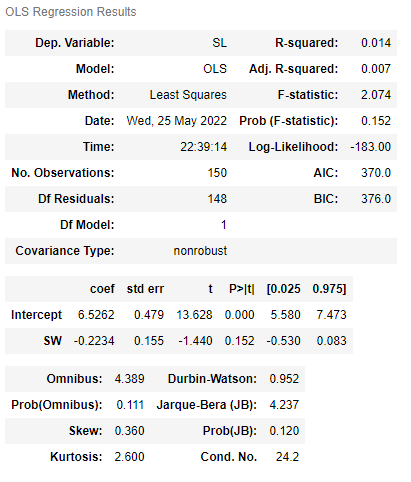 OLS Regression Results
Dep. Variable: SL R-squared: 0.014
Model: OLS Adj. R-squared: 0.007
Method: Least Squares F-statistic: 2.074
Date: Wed, 25 May 2022 Prob (F-statistic): 0.152
Time: 22:39:14 Log-Likelihood: -183.00
No. Observations: 150 AIC: 370.0
Df Residuals: 148 BIC: 376.0
Df Model: 1
Covariance Type: nonrobust
coef std err t P>|t| [0.025 0.975]
Intercept 6.5262 0.479 13.628 0.000 5.580 7.473
SW -0.2234 0.155 -1.440 0.152 -0.530 0.083
Omnibus: 4.389 Durbin-Watson: 0.952
Prob(Omnibus): 0.111 Jarque-Bera (JB): 4.237
Skew: 0.360 Prob(JB): 0.120
Kurtosis: 2.600 Cond. No. 24.2